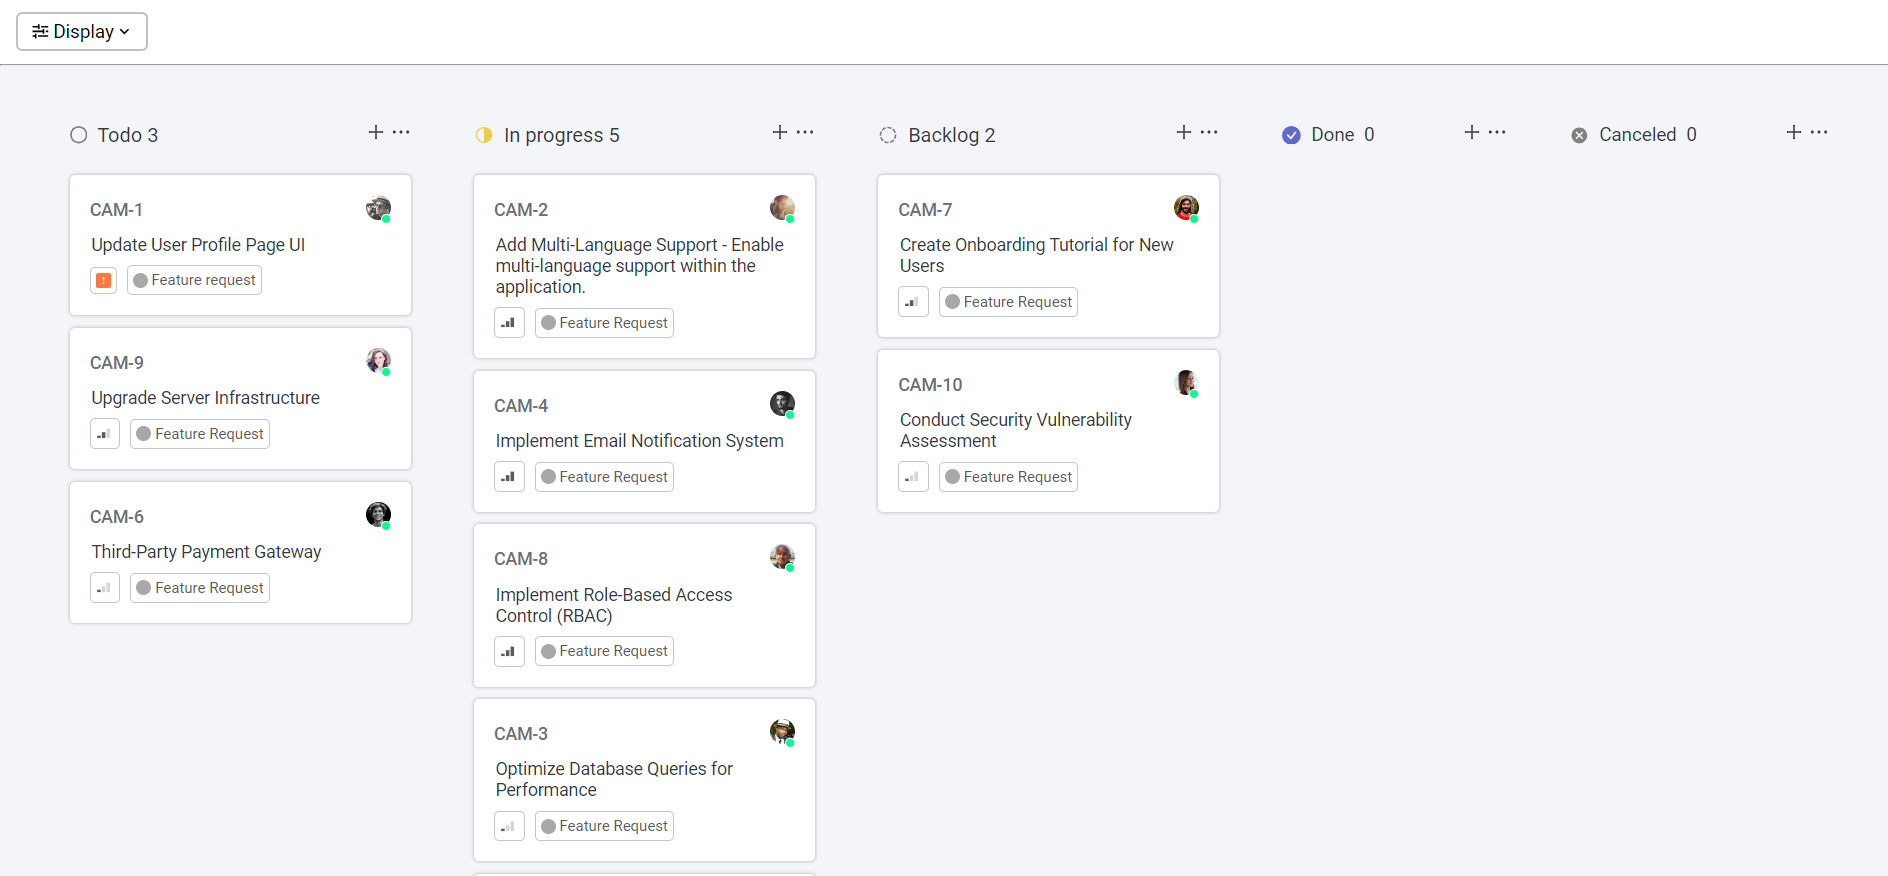 Display
Todo 3
CAM-1
Update User Profile Page UI
Feature request
CAM-9
Upgrade Server Infrastructure
Feature Request
CAM-6
Third-Party Payment Gateway
Feature Request
In progress 5
CAM-2
Add Multi-Language Support - Enable
multi-language support within the
application.
Feature Request
CAM-4
Implement Email Notification System
Feature Request
CAM-8
Implement Role-Based Access
Control (RBAC)
Feature Request
CAM-3
Optimize Database Queries for
Performance
Feature Request
Backlog 2
CAM-7
Create Onboarding Tutorial for New
Users
Feature Request
CAM-10
Conduct Security Vulnerability
Assessment
Feature Request
Done 0
Canceled 0